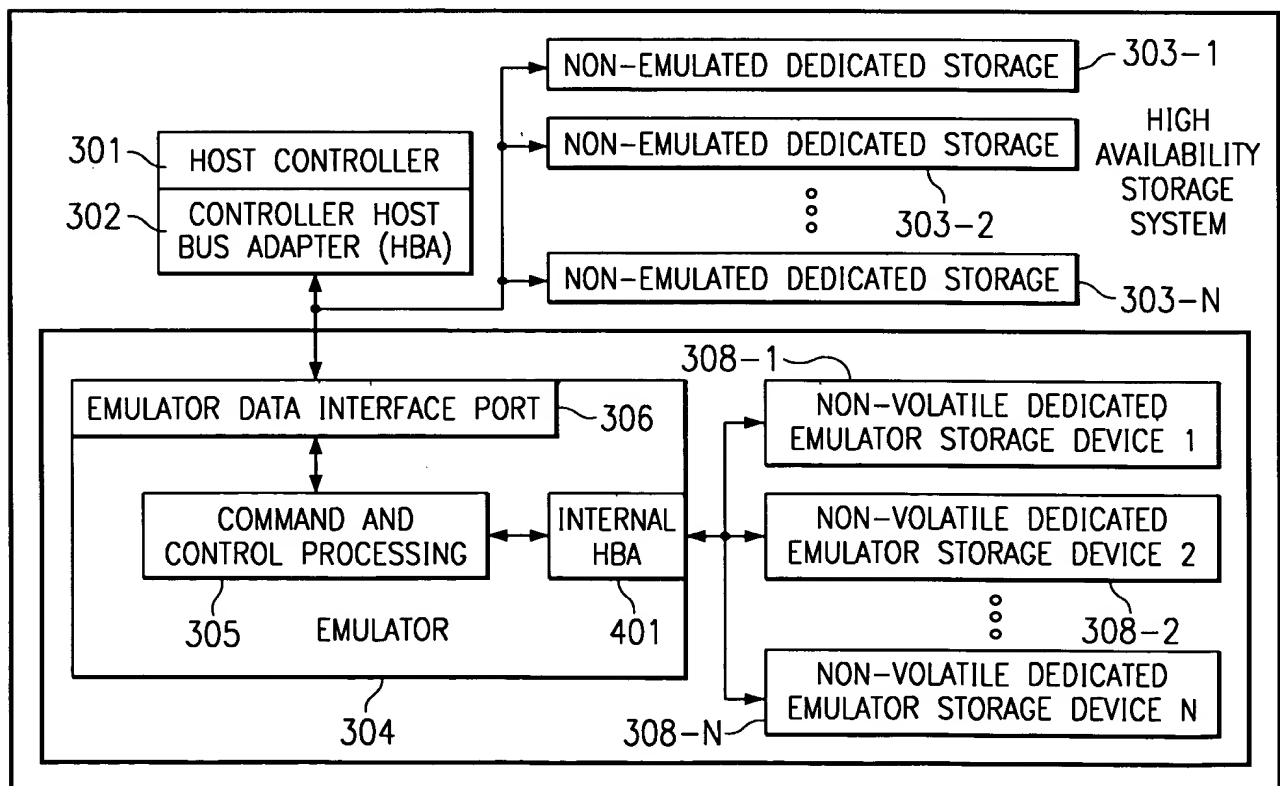 NON-EMULATED DEDICATED STORAGE
303-1
301
HOST CONTROLLER
302
CONTROLLER HOST
BUS ADAPTER (HBA)
NON-EMULATED DEDICATED STORAGE
303-2
HIGH
AVAILABILITY
STORAGE
SYSTEM
NON-EMULATED DEDICATED STORAGE
303-N
EMULATOR DATA INTERFACE PORT
306
COMMAND AND
CONTROL PROCESSING
305
INTERNAL
HBA
401
EMULATOR
304
308-1
NON-VOLATILE DEDICATED
EMULATOR STORAGE DEVICE 1
NON-VOLATILE DEDICATED
EMULATOR STORAGE DEVICE 2
308-2
NON-VOLATILE DEDICATED
EMULATOR STORAGE DEVICE N
308-N